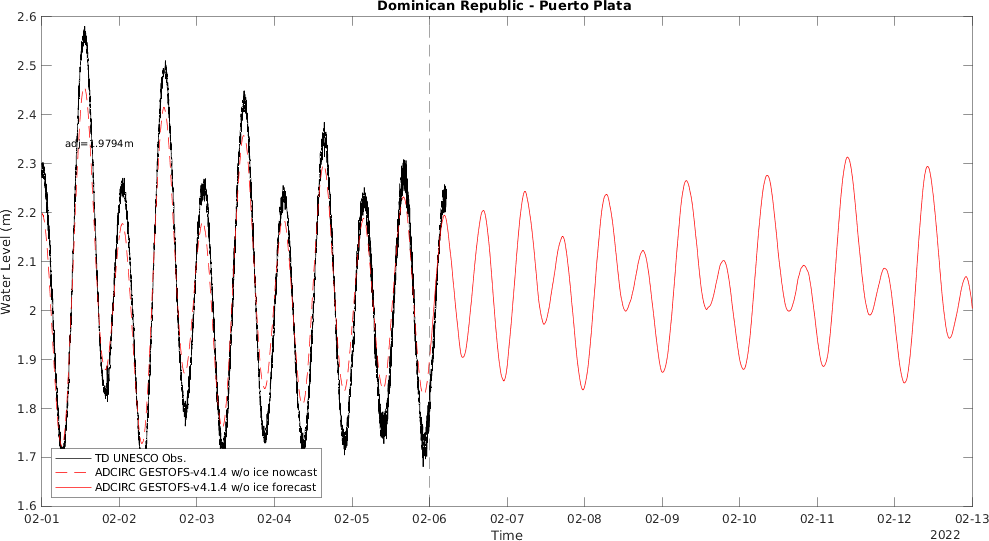 Dominican Republic - Puerto Plata
2.6
2.5
2.4
2.3
2.2
2.1
2
1.9
1.8
1.7
1.6
Water Level (m)
adj=1.9794m
TD UNESCO Obs.
ADCIRC GESTOFS-v4.1.4 w/o ice nowcast
ADCIRC GESTOFS-v4.1.4 w/o ice forecast
02-01 02-02 02-03 02-04 02-05 02-06 02-07 02-08 02-09 02-10 02-11 02-12 02-13
Time
2022